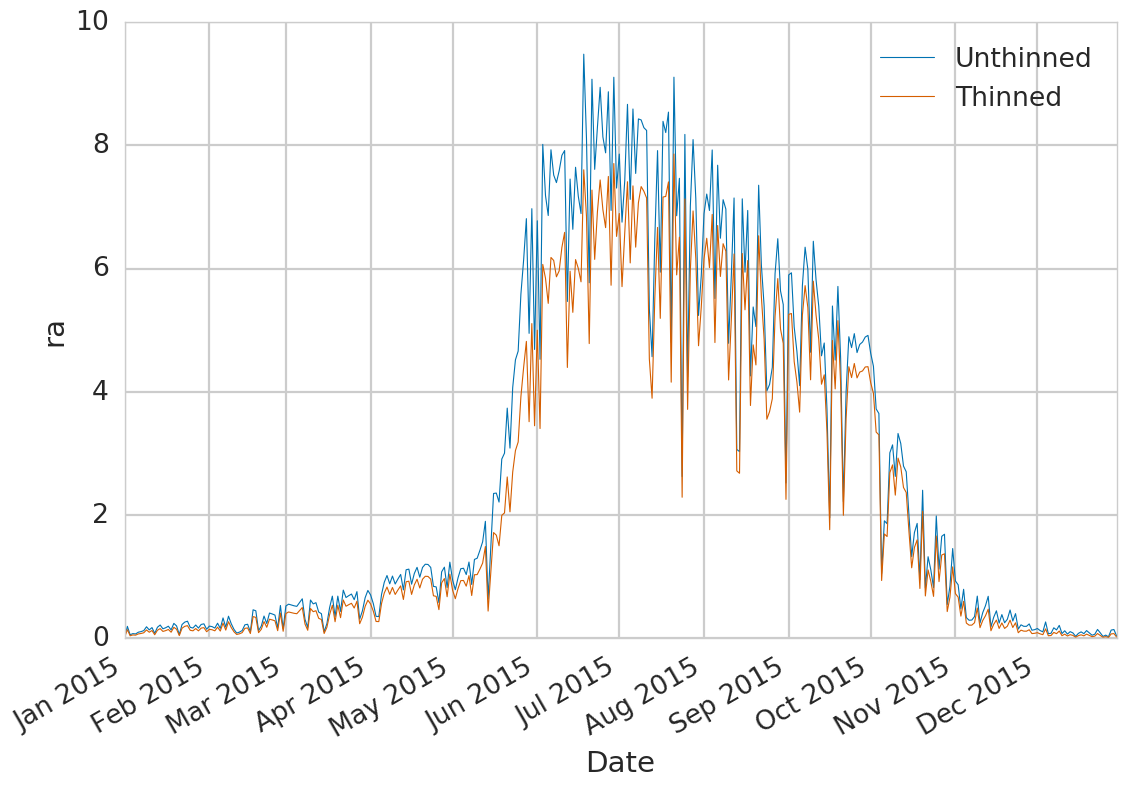 10
8
6
4
2
0
ra
Unthinned
Thinned
Jan 2015
Feb 2015
Mar 2015
Apr 2015
May 2015
Jun 2015
Jul 2015
Aug 2015
Sep 2015
Oct 2015
Nov 2015
Dec 2015
Date